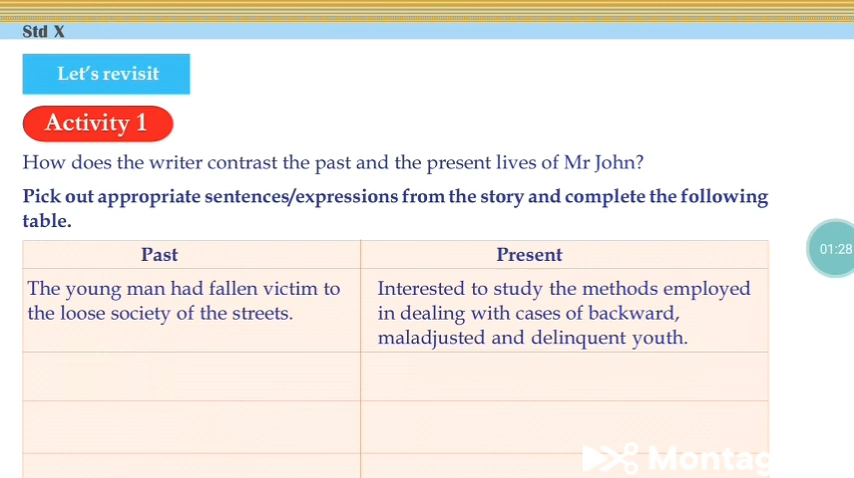 Std X
Let's revisit
Activity 1
How does the writer contrast the past and the present lives of Mr John?
Pick out appropriate sentences/expressions from the story and complete the following
table.
Past
Present
The young man had fallen victim to
the loose society of the streets.
Interested to study the methods employed
in dealing with cases of backward,
maladjusted and delinquent youth.
01:28
Montag